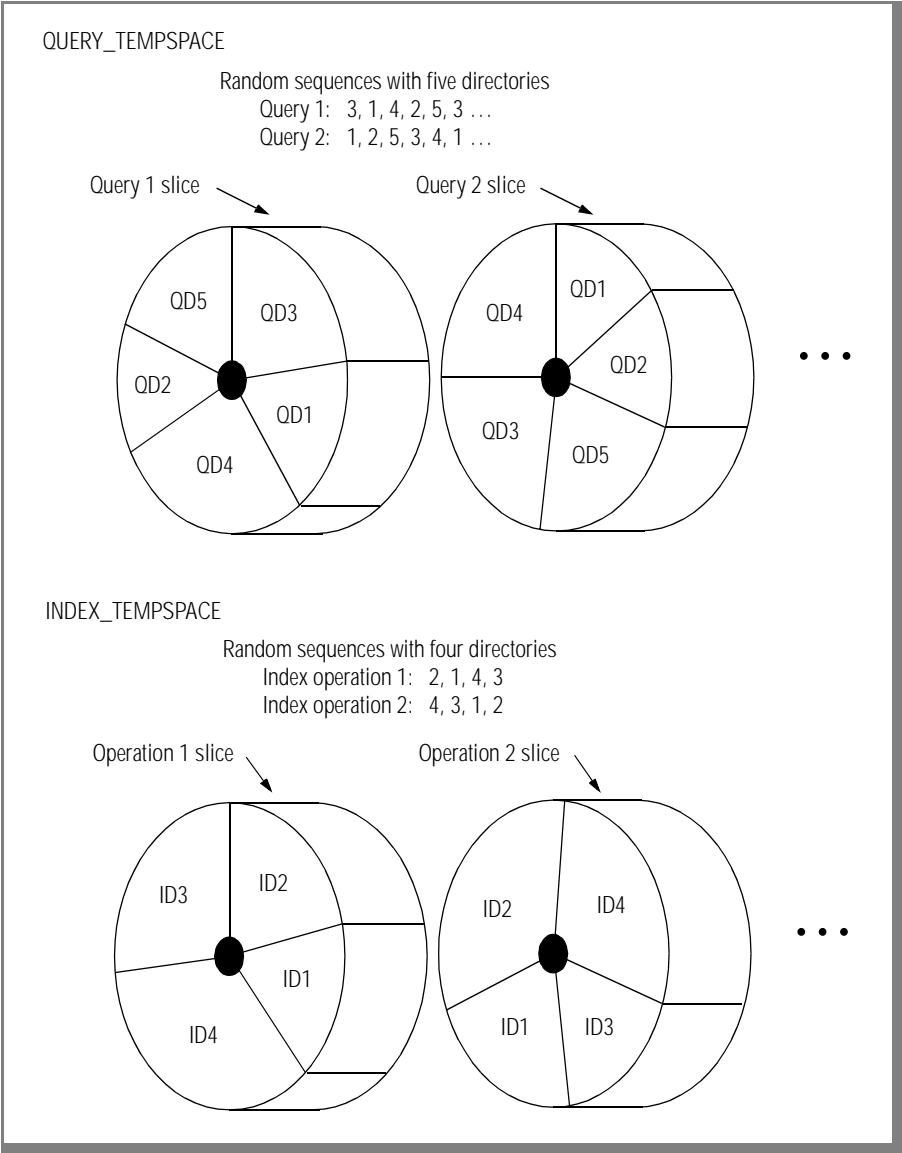 QUERY_TEMPSPACE
Random sequences with five directories
Query 1: 3, 1, 4, 2, 5, 3 ...
Query 2: 1, 2, 5, 3, 4, 1 ...
Query 1 slice
Query 2 slice
QD5
QD3
QD2
QD1
QD4
QD4
QD1
QD2
QD3
QD5
• • •
INDEX_TEMPSPACE
Random sequences with four directories
Index operation 1: 2, 1, 4, 3
Index operation 2: 4, 3, 1, 2
Operation 1 slice
Operation 2 slice
ID3
ID2
ID1
ID4
ID2
ID4
ID1
ID3
• • •